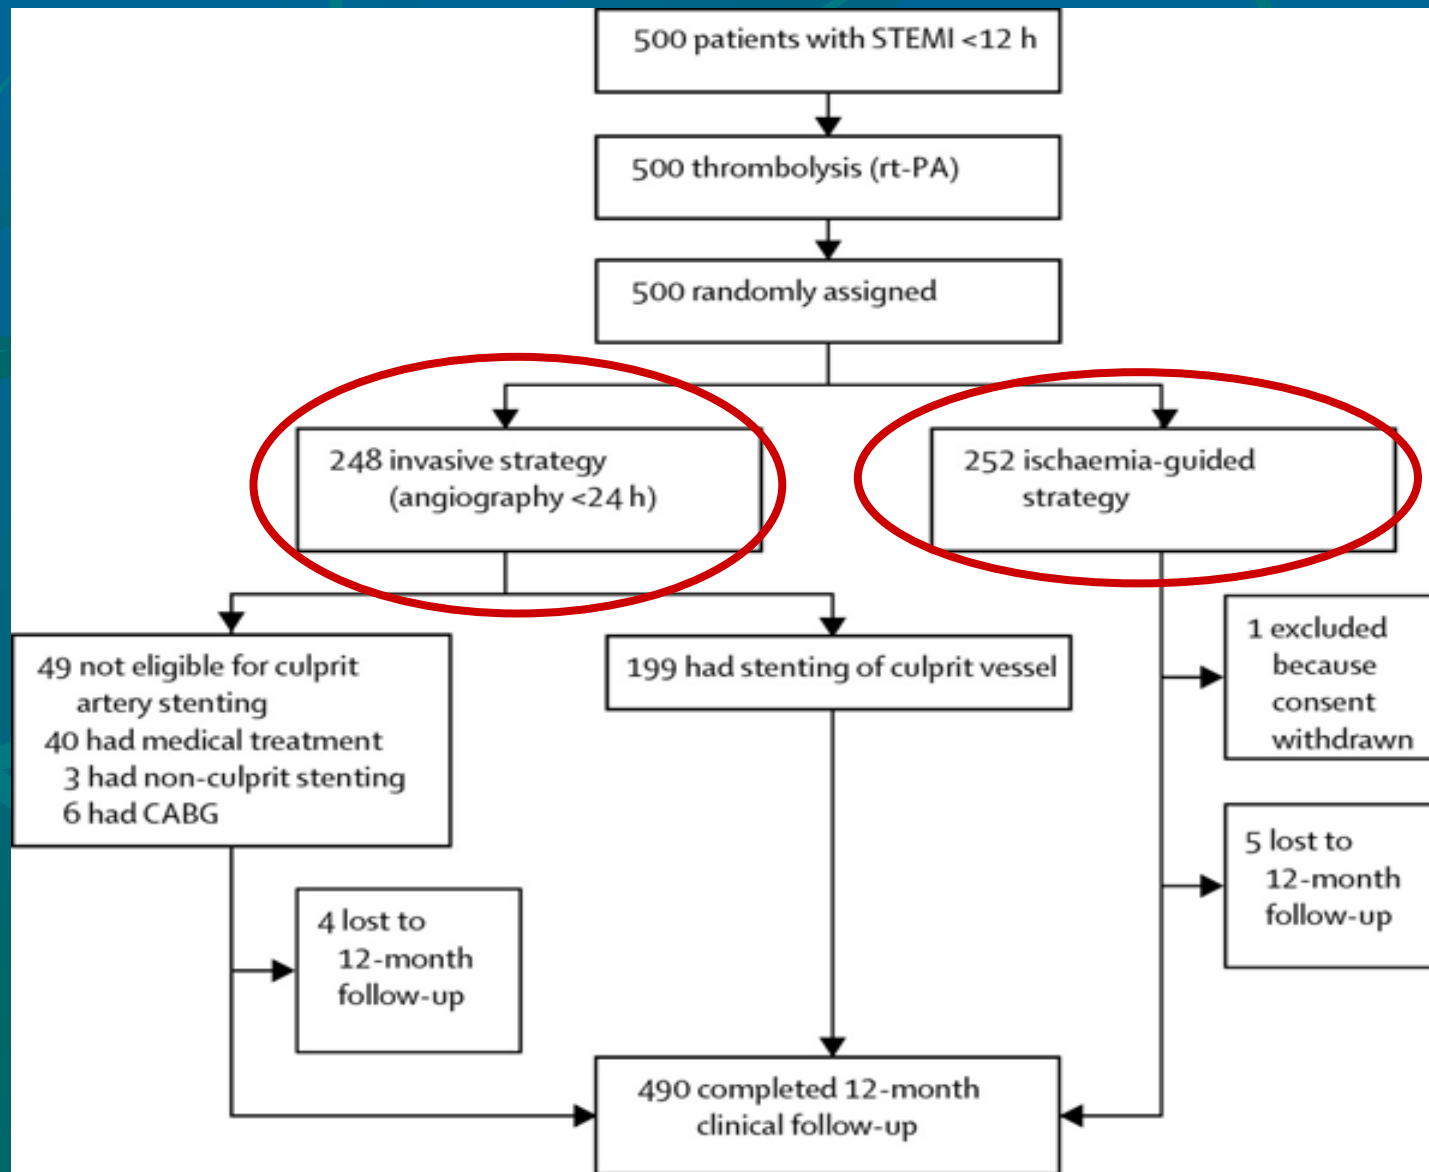 500 patients with STEMI <12 h
500 thrombolysis (rt-PA)
500 randomly assigned
248 invasive strategy
(angiography <24 h)
252 ischaemia-guided
strategy
49 not eligible for culprit
artery stenting
40 had medical treatment
3 had non-culprit stenting
6 had CABG
199 had stenting of culprit vessel
1 excluded
because
consent
withdrawn
4 lost to
12-month
follow-up
5 lost to
12-month
follow-up
490 completed 12-month
clinical follow-up